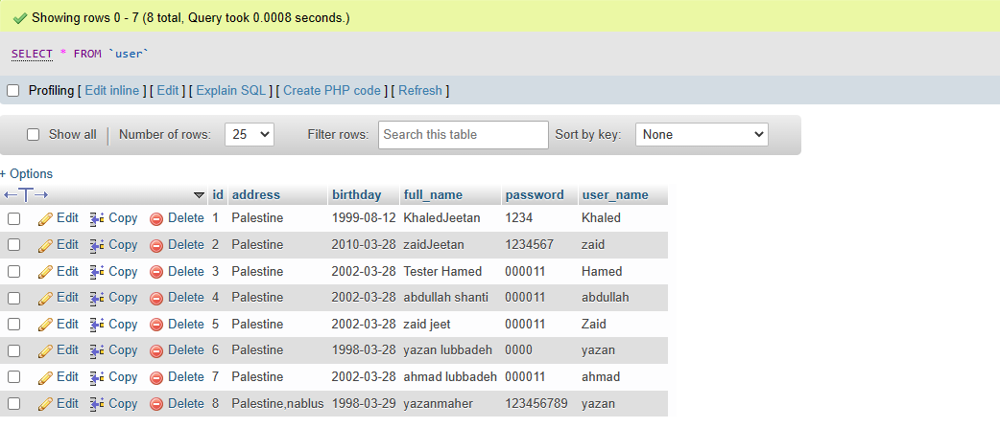 Showing rows 0 - 7 (8 total, Query took 0.0008 seconds.)
SELECT * FROM `user`
Profiling [ Edit inline ] [ Edit ] [ Explain SQL ] [ Create PHP code ] [ Refresh ]
Show all | Number of rows: 25 Filter rows: Search this table Sort by key: None
+ Options
←T→ id address birthday full_name password user_name
Edit Copy Delete 1 Palestine 1999-08-12 KhaledJeetan 1234 Khaled
Edit Copy Delete 2 Palestine 2010-03-28 zaidJeetan 1234567 zaid
Edit Copy Delete 3 Palestine 2002-03-28 Tester Hamed 000011 Hamed
Edit Copy Delete 4 Palestine 2002-03-28 abdullah shanti 000011 abdullah
Edit Copy Delete 5 Palestine 2002-03-28 zaid jeet 000011 Zaid
Edit Copy Delete 6 Palestine 1998-03-28 yazan lubbadeh 0000 yazan
Edit Copy Delete 7 Palestine 2002-03-28 ahmad lubbadeh 000011 ahmad
Edit Copy Delete 8 Palestine,nablus 1998-03-29 yazanmaher 123456789 yazan